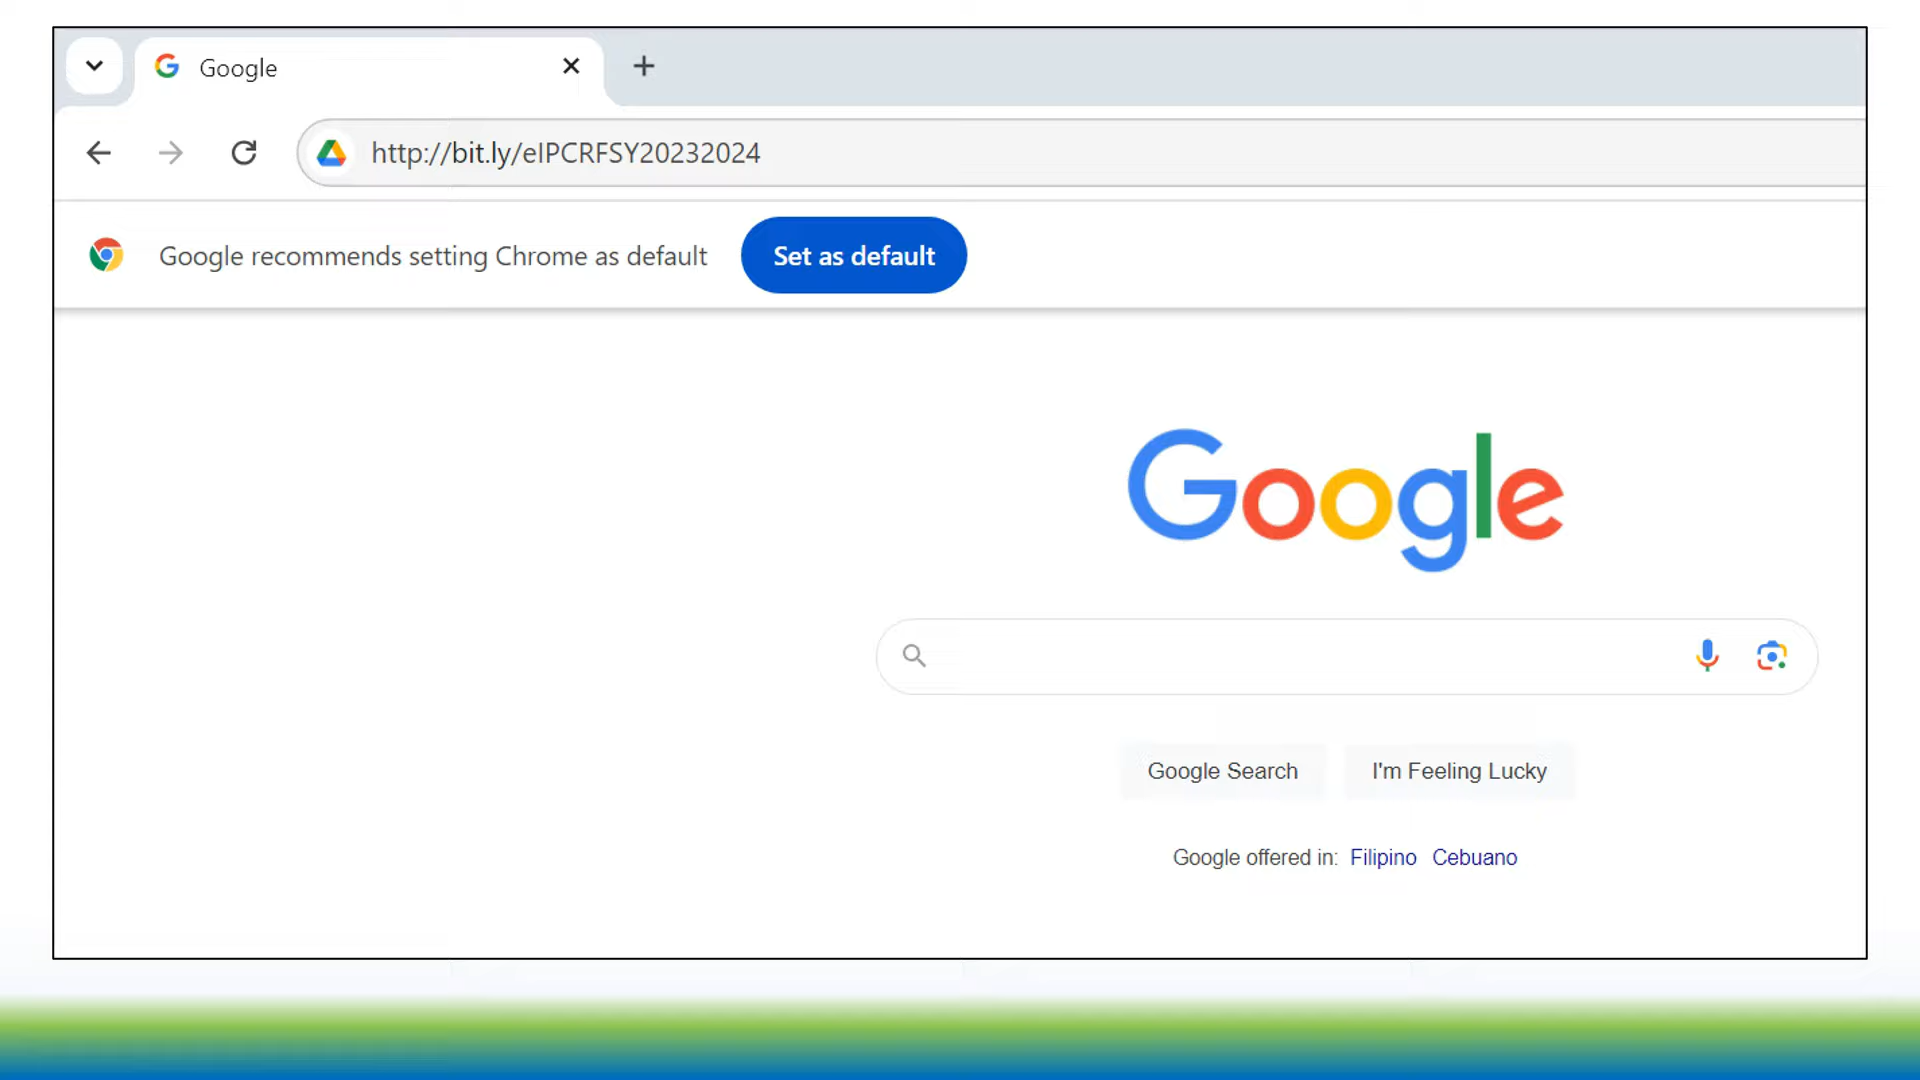 Google
http://bit.ly/eIPCRFSY20232024
Google recommends setting Chrome as default
Set as default
Google
Google Search
I'm Feeling Lucky
Google offered in: Filipino Cebuano